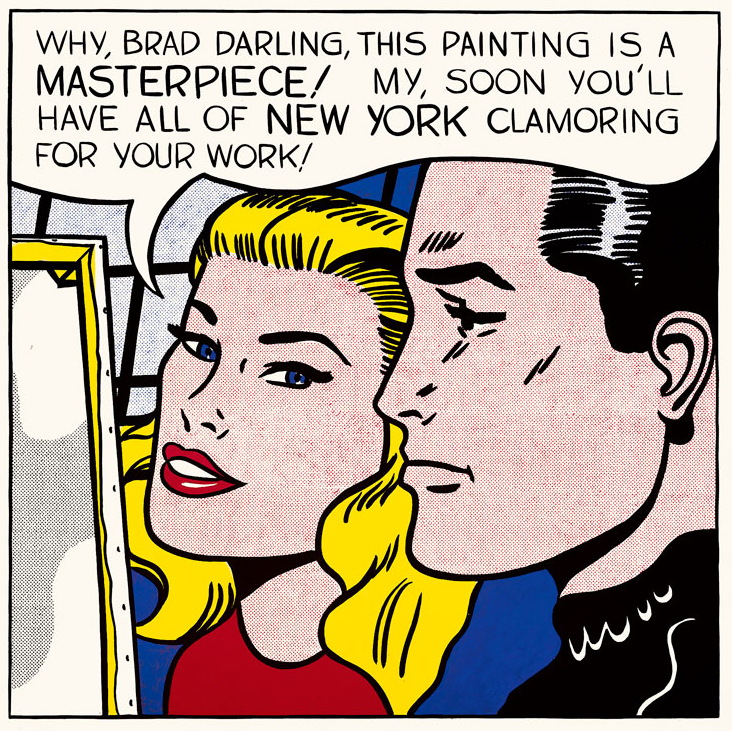 WHY, BRAD DARLING, THIS PAINTING IS A
MASTERPIECE! MY, SOON YOU'LL
HAVE ALL OF NEW YORK CLAMORING
FOR YOUR WORK!